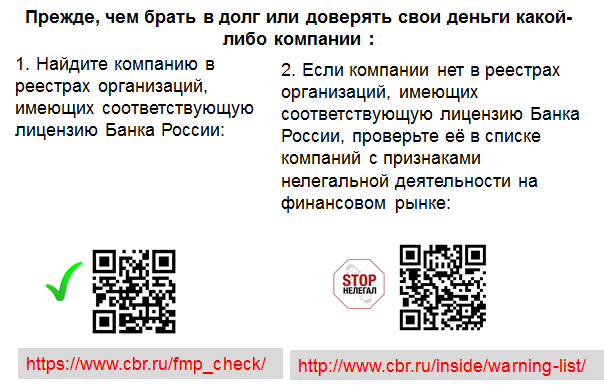 Прежде, чем брать в долг или доверять свои деньги какой-
либо компании :
1. Найдите компанию в
реестрах организаций,
имеющих соответствующую
лицензию Банка России:
2. Если компании нет в реестрах
организаций, имеющих
соответствующую лицензию Банка
России, проверьте её в списке
компаний с признаками
нелегальной деятельности на
финансовом рынке:
STOP
НЕЛЕГАЛ
https://www.cbr.ru/fmp_check/
http://www.cbr.ru/inside/warning-list/